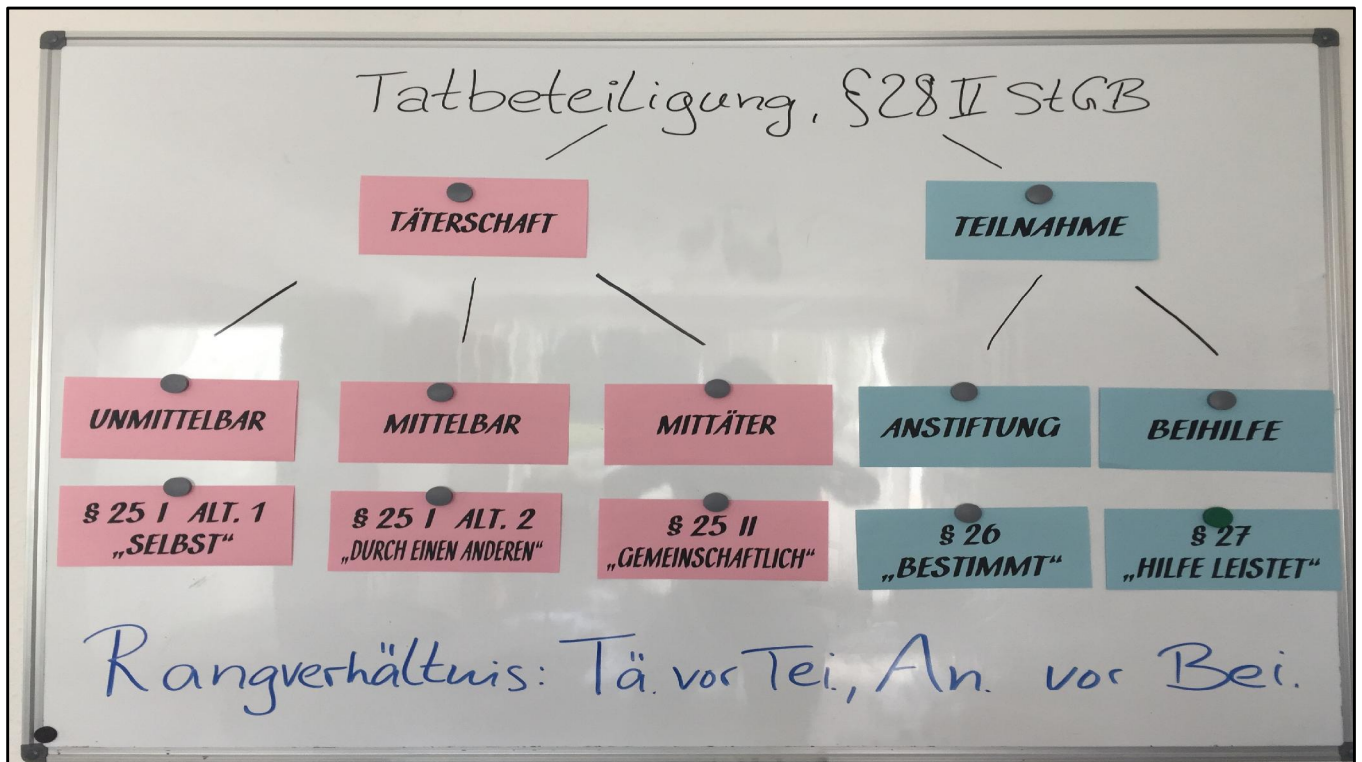 Tatbeteiligung, § 28 II StGB
TÄTERSCHAFT
TEILNAHME
UNMITTELBAR
MITTELBAR
MITTÄTER
ANSTIFTUNG
BEIHILFE
§ 25 I ALT. 1
„SELBST“
§ 25 I ALT. 2
„DURCH EINEN ANDEREN“
§ 25 II
„GEMEINSCHAFTLICH“
§ 26
„BESTIMMT“
§ 27
„HILFE LEISTET“
Rangverhältnis: Tä. vor Tei., An. vor Bei.